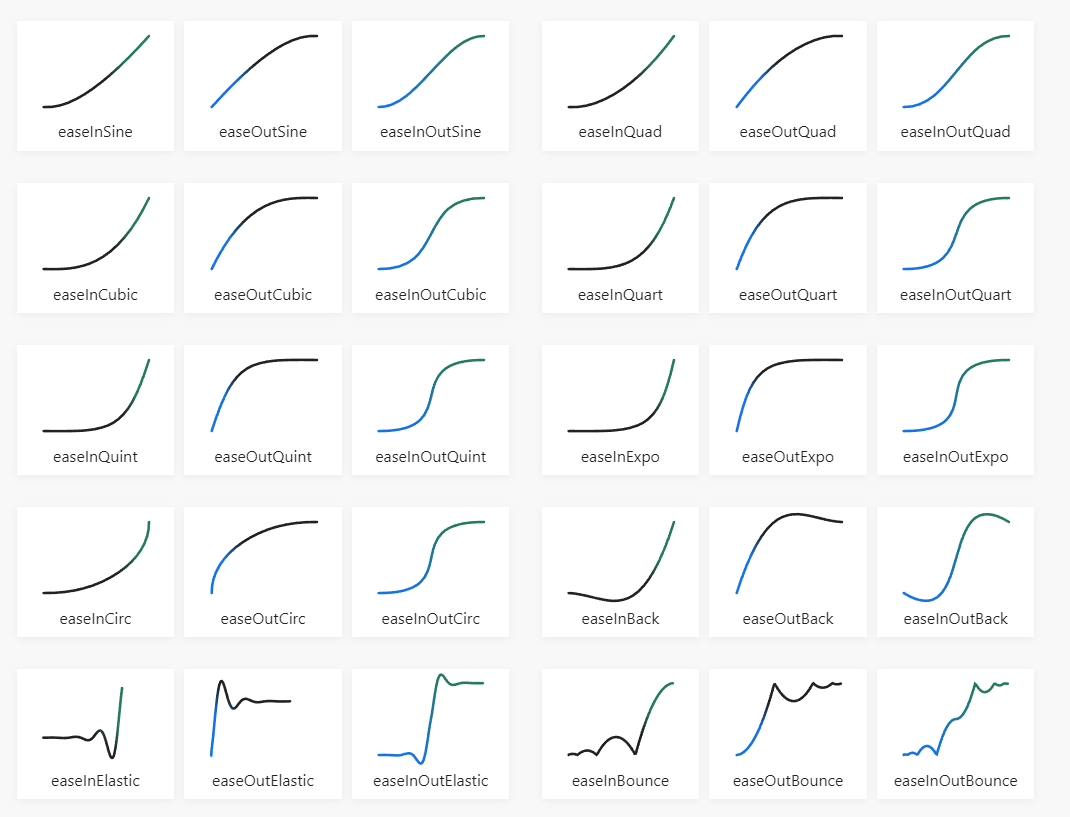 easeInSine
easeOutSine
easeInOutSine
easeInQuad
easeOutQuad
easeInOutQuad
easeInCubic
easeOutCubic
easeInOutCubic
easeInQuart
easeOutQuart
easeInOutQuart
easeInQuint
easeOutQuint
easeInOutQuint
easeInExpo
easeOutExpo
easeInOutExpo
easeInCirc
easeOutCirc
easeInOutCirc
easeInBack
easeOutBack
easeInOutBack
easeInElastic
easeOutElastic
easeInOutElastic
easeInBounce
easeOutBounce
easeInOutBounce